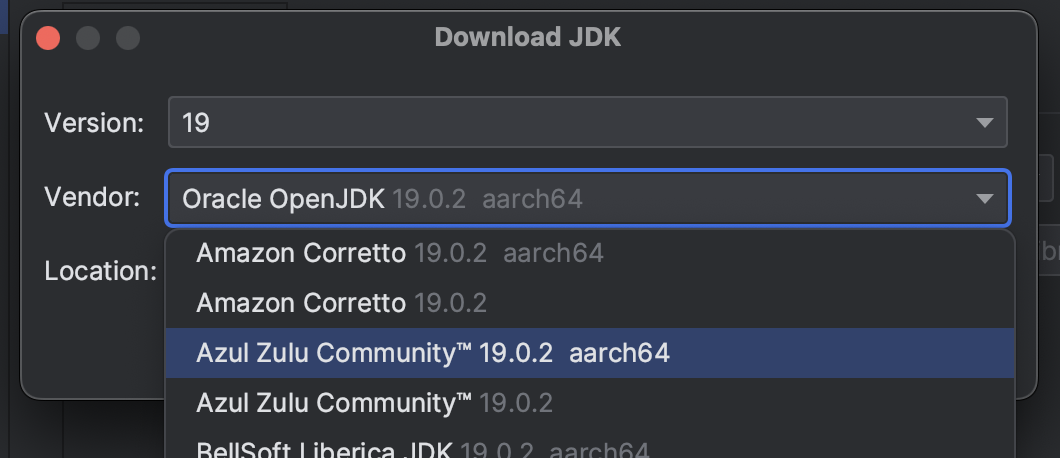 Download JDK
Version: 19
Vendor: Oracle OpenJDK 19.0.2 aarch64
Amazon Corretto 19.0.2 aarch64
Location:
Amazon Corretto 19.0.2
Azul Zulu Community™ 19.0.2 aarch64
Azul Zulu Community™ 19.0.2
BellSoft Liberica JDK 19.0.2 aarch64